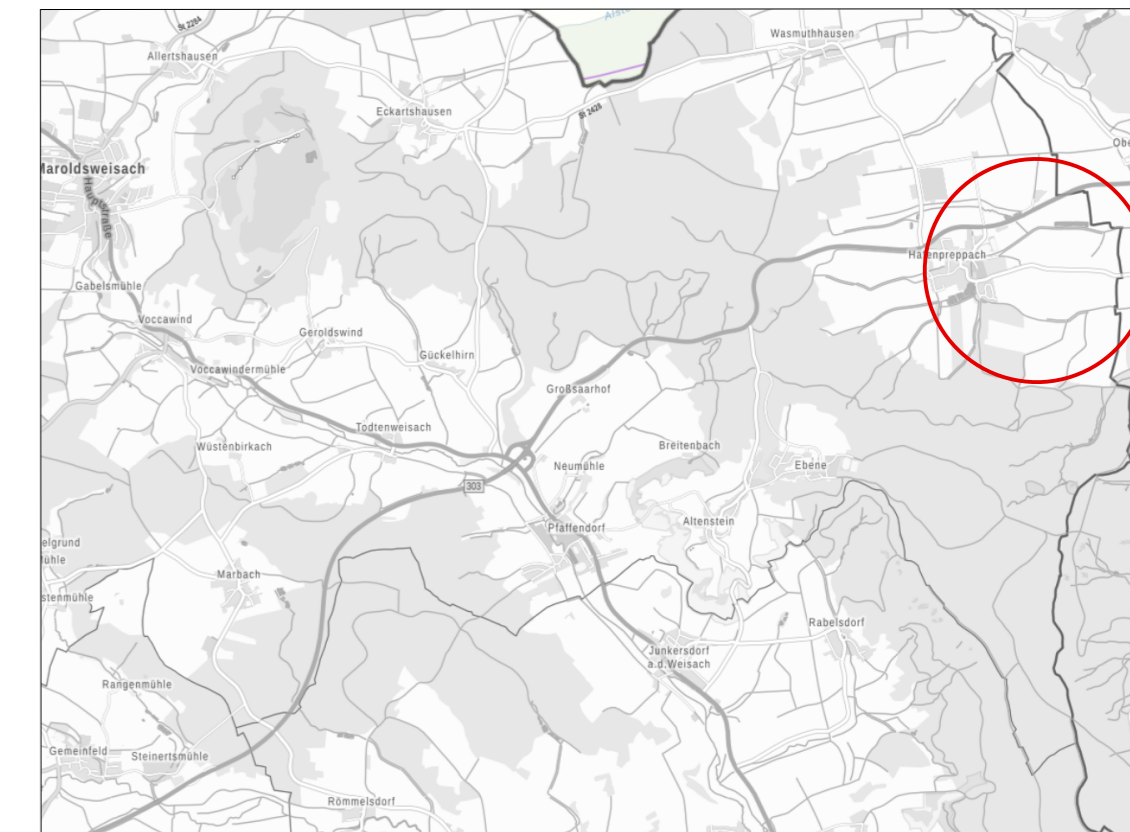 St 2284
Als
Wasmuthhausen
Allertshausen
Eckartshausen
St 2428
Obe
Maroldsweisach
Hauptstraße
Hafenpreppach
Gabelsmühle
Voccawind
Geroldswind
Gückelhirn
Voccawindermühle
Großsaarhof
Todtenweisach
Wüstenbirkach
Breitenbach
Neumühle
Ebene
303
Altenstein
Pfaffendorf
elgrund
ühle
Marbach
stenmühle
Rabelsdorf
Junkersdorf
a.d.Weisach
Rangenmühle
Gemeinfeld
Steinertsmühle
Römmelsdorf